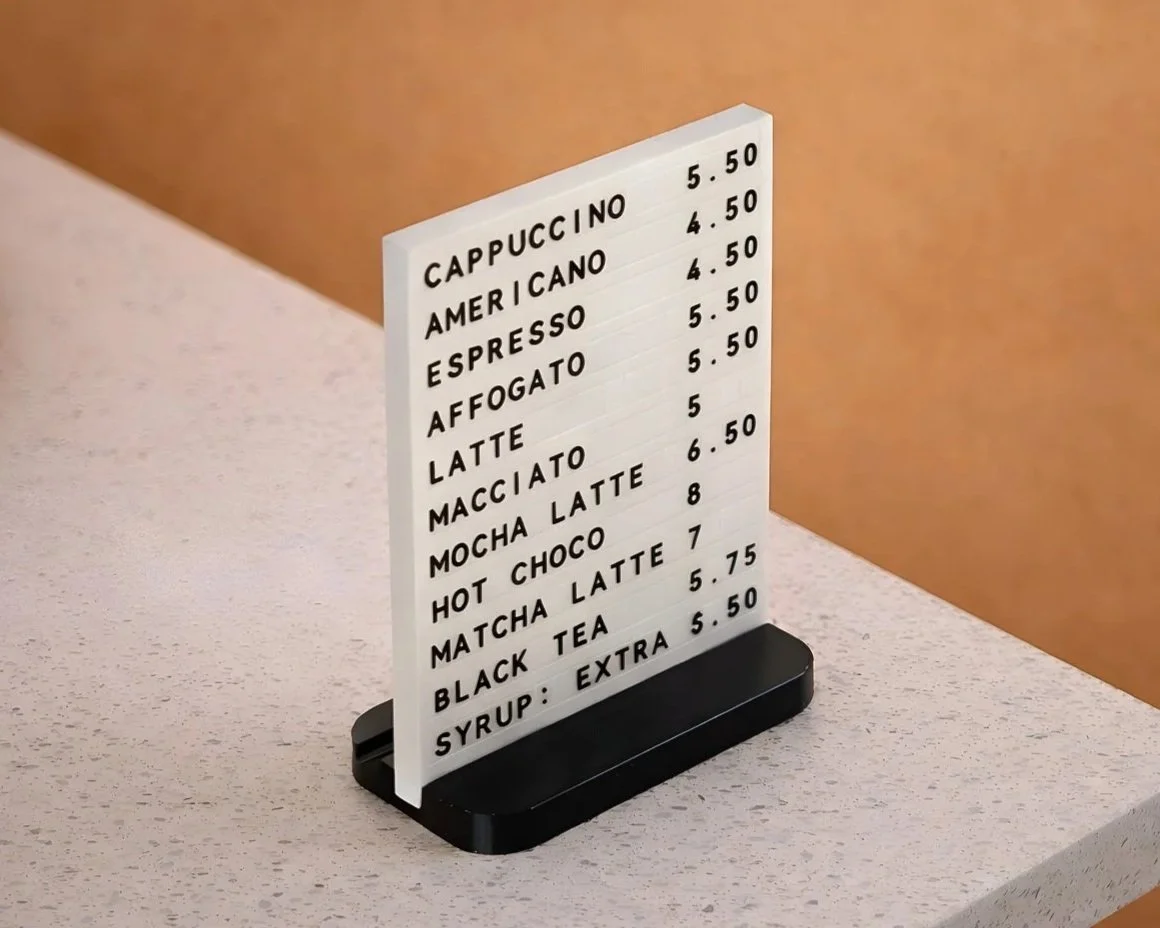 CAPPUCCINO 5.50
AMERICANO 4.50
ESPRESSO 4.50
AFFOGATO 5.50
LATTE 5.50
MACCIATO 5
MOCHA LATTE 6.50
HOT CHOCO 8
MATCHA LATTE 7
BLACK TEA 5.75
SYRUP: EXTRA $.50